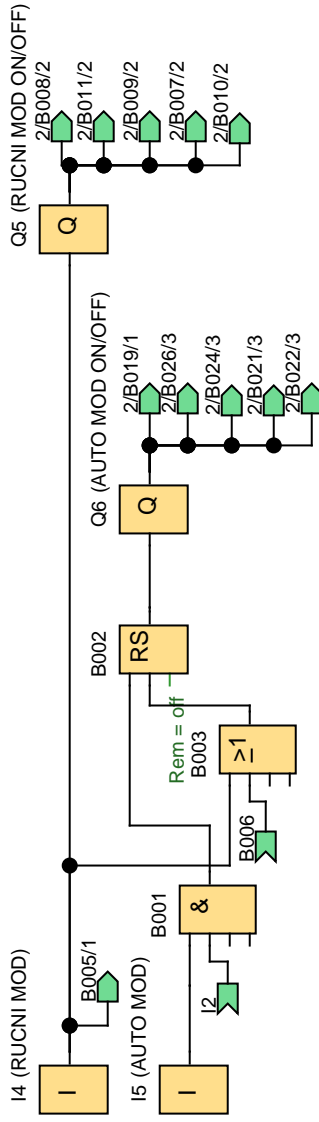 I4 (RUCNI MOD)
I
B005/1
Q5 (RUCNI MOD ON/OFF)
Q
2/B008/2
2/B011/2
2/B009/2
2/B007/2
2/B010/2
I5 (AUTO MOD)
I
I2
B001
&
B006
B003
≥1
B002
RS
Rem = off
Q6 (AUTO MOD ON/OFF)
Q
2/B019/1
2/B026/3
2/B024/3
2/B021/3
2/B022/3